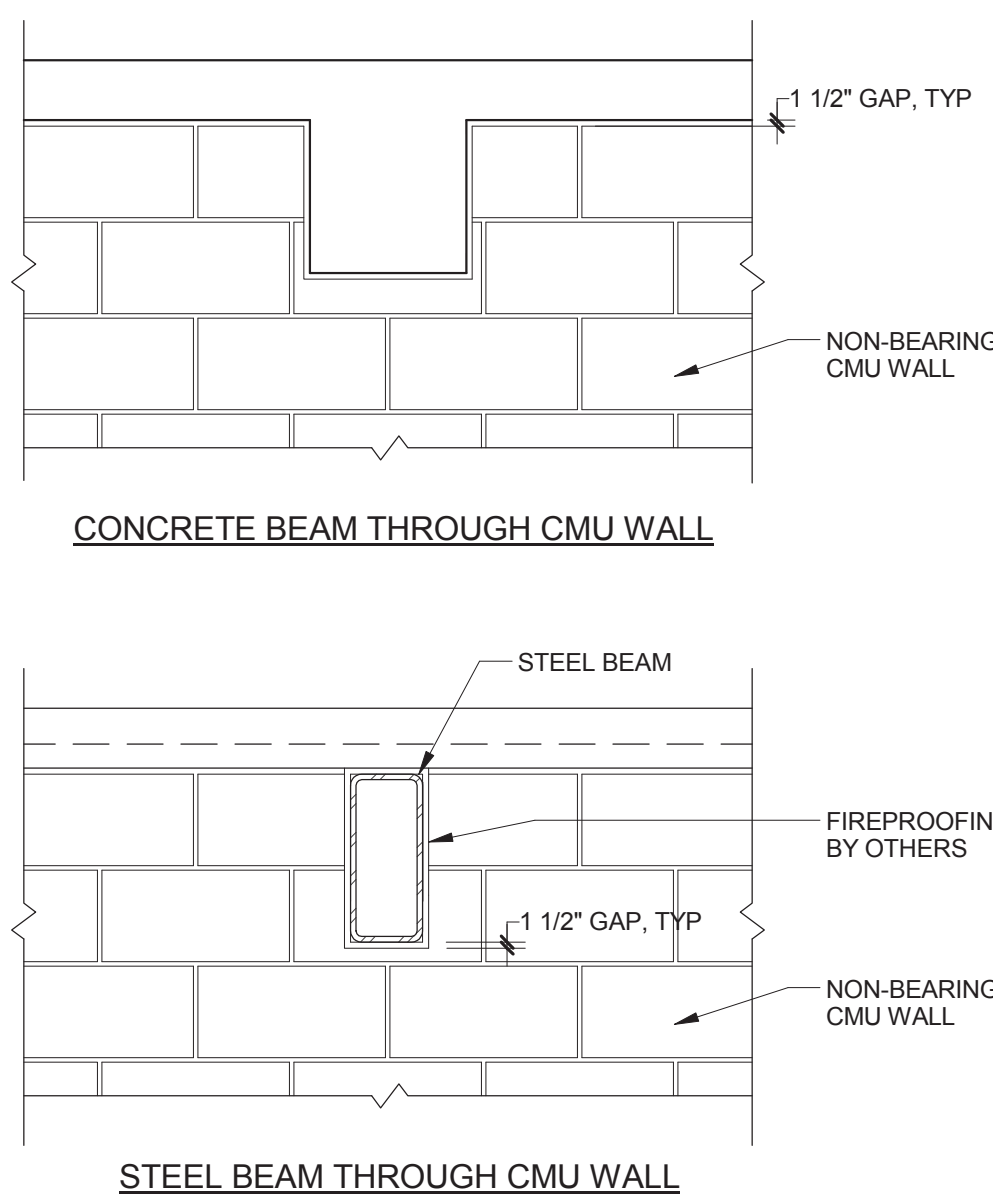 1 1/2" GAP, TYP
NON-BEARING
CMU WALL
CONCRETE BEAM THROUGH CMU WALL
STEEL BEAM
FIREPROOFIN
BY OTHERS
1 1/2" GAP, TYP
NON-BEARING
CMU WALL
STEEL BEAM THROUGH CMU WALL